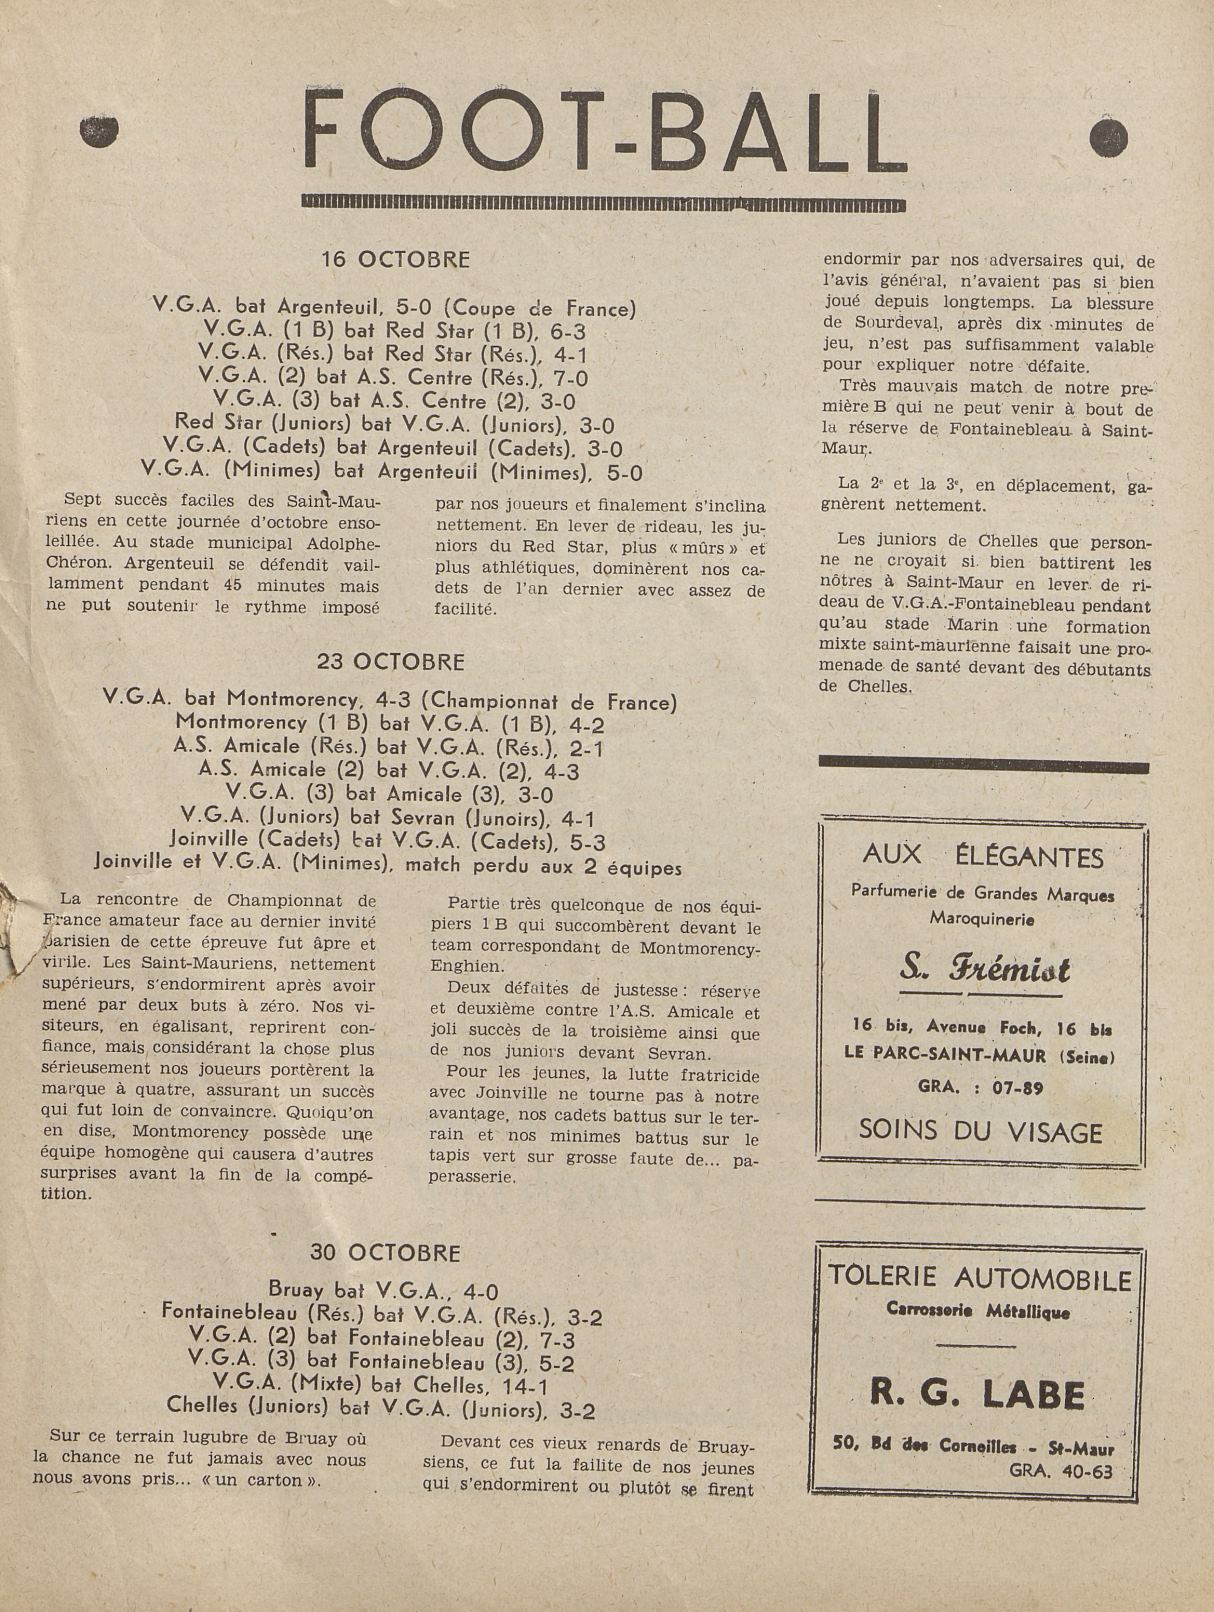 FOOT-BALL
16 OCTOBRE
V.G.A. bat Argenteuil, 5-0 (Coupe de France)
V.G.A. (1 B) bat Red Star (1 B), 6-3
V.G.A. (Rés.) bat Red Star (Rés.), 4-1
V.G.A. (2) bat A.S. Centre (Rés.), 7-0
V.G.A. (3) bat A.S. Centre (2), 3-0
Red Star (Juniors) bat V.G.A. (Juniors), 3-0
V.G.A. (Cadets) bat Argenteuil (Cadets), 3-0
V.G.A. (Minimes) bat Argenteuil (Minimes), 5-0
Sept succès faciles des Saint-Mau-
riens en cette journée d'octobre enso-
leillée. Au stade municipal Adolphe-
Chéron. Argenteuil se défendit vail-
lamment pendant 45 minutes mais
ne put soutenir le rythme imposé
par nos joueurs et finalement s'inclina
nettement. En lever de rideau, les ju-
niors du Red Star, plus « mûrs » et
plus athlétiques, dominèrent nos ca-
dets de l'an dernier avec assez de
facilité.
23 OCTOBRE
V.G.A. bat Montmorency, 4-3 (Championnat de France)
Montmorency (1 B) bat V.G.A. (1 B), 4-2
A.S. Amicale (Rés.) bat V.G.A. (Rés.), 2-1
A.S. Amicale (2) bat V.G.A. (2), 4-3
V.G.A. (3) bat Amicale (3), 3-0
V.G.A. (Juniors) bat Sevran (Junoirs), 4-1
Joinville (Cadets) bat V.G.A. (Cadets), 5-3
Joinville et V.G.A. (Minimes), match perdu aux 2 équipes
La rencontre de Championnat de
France amateur face au dernier invité
parisien de cette épreuve fut âpre et
virile. Les Saint-Mauriens, nettement
supérieurs, s'endormirent après avoir
mené par deux buts à zéro. Nos vi-
siteurs, en égalisant, reprirent con-
fiance, mais considérant la chose plus
sérieusement nos joueurs portèrent la
marque à quatre, assurant un succès
qui fut loin de convaincre. Quoiqu'on
en dise, Montmorency possède une
équipe homogène qui causera d'autres
surprises avant la fin de la compé-
tition.
Partie très quelconque de nos équi-
piers 1 B qui succombèrent devant le
team correspondant de Montmorency-
Enghien.
Deux défaites de justesse : réserve
et deuxième contre l'A.S. Amicale et
joli succès de la troisième ainsi que
de nos juniors devant Sevran.
Pour les jeunes, la lutte fratricide
avec Joinville ne tourne pas à notre
avantage, nos cadets battus sur le ter-
rain et nos minimes battus sur le
tapis vert sur grosse faute de... pa-
perasserie.
30 OCTOBRE
Bruay bat V.G.A., 4-0
Fontainebleau (Rés.) bat V.G.A. (Rés.), 3-2
V.G.A. (2) bat Fontainebleau (2), 7-3
V.G.A. (3) bat Fontainebleau (3), 5-2
V.G.A. (Mixte) bat Chelles, 14-1
Chelles (Juniors) bat V.G.A. (Juniors), 3-2
Sur ce terrain lugubre de Bruay où
la chance ne fut jamais avec nous
nous avons pris... « un carton ».
Devant ces vieux renards de Bruay-
siens, ce fut la failite de nos jeunes
qui s'endormirent ou plutôt se firent
endormir par nos adversaires qui, de
l'avis général, n'avaient pas si bien
joué depuis longtemps. La blessure
de Sourdeval, après dix minutes de
jeu, n'est pas suffisamment valable
pour expliquer notre défaite.
Très mauvais match de notre pre-
mière B qui ne peut venir à bout de
la réserve de Fontainebleau à Saint-
Maur.
La 2e et la 3e, en déplacement, ga-
gnèrent nettement.
Les juniors de Chelles que person-
ne ne croyait si bien battirent les
nôtres à Saint-Maur en lever de ri-
deau de V.G.A.-Fontainebleau pendant
qu'au stade Marin une formation
mixte saint-maurienne faisait une pro-
menade de santé devant des débutants
de Chelles.
AUX ÉLÉGANTES
Parfumerie de Grandes Marques
Maroquinerie
S. Frémiot
16 bis, Avenue Foch, 16 bis
LE PARC-SAINT-MAUR (Seine)
GRA. : 07-89
SOINS DU VISAGE
TOLERIE AUTOMOBILE
Carrosserie Métallique
R. G. LABE
50, Bd des Corneilles - St-Maur
GRA. 40-63